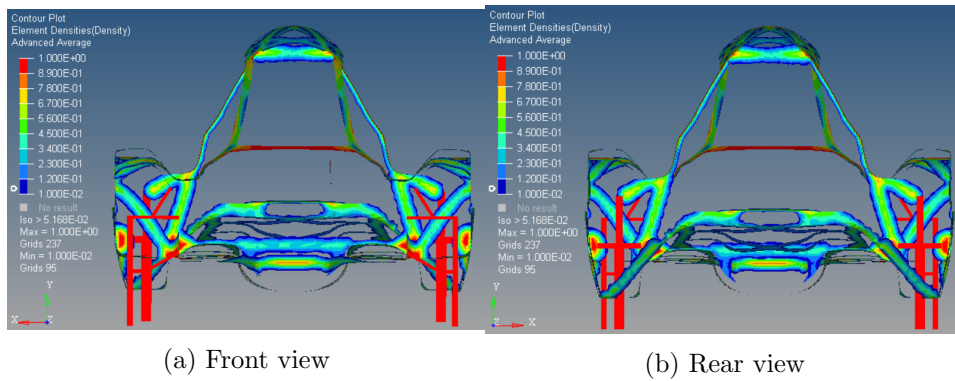 Contour Plot
Element Densities(Density)
Advanced Average
1.000E+00
8.900E-01
7.800E-01
6.700E-01
5.600E-01
4.500E-01
3.400E-01
2.300E-01
1.200E-01
1.000E-02
No result
Iso > 5.168E-02
Max = 1.000E+00
Grids 237
Min = 1.000E-02
Grids 95
Y
X
Z
(a) Front view
Contour Plot
Element Densities(Density)
Advanced Average
1.000E+00
8.900E-01
7.800E-01
6.700E-01
5.600E-01
4.500E-01
3.400E-01
2.300E-01
1.200E-01
1.000E-02
No result
Iso > 5.168E-02
Max = 1.000E+00
Grids 237
Min = 1.000E-02
Grids 95
Y
Z
X
(b) Rear view